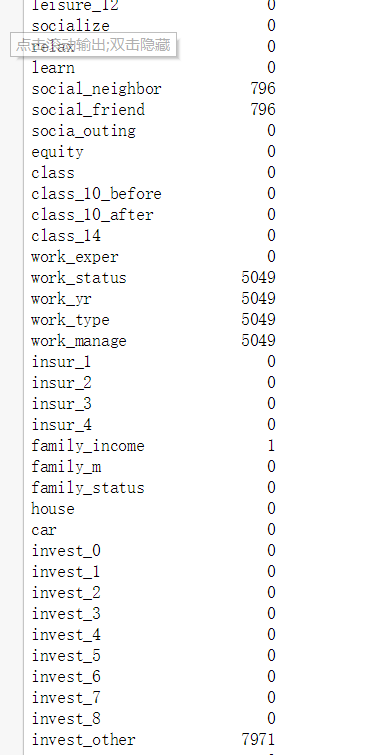 leisure_12 0
socialize 0
点击滚动输出;双击隐藏
relax 0
learn 0
social_neighbor 796
social_friend 796
socia_outing 0
equity 0
class 0
class_10_before 0
class_10_after 0
class_14 0
work_exper 0
work_status 5049
work_yr 5049
work_type 5049
work_manage 5049
insur_1 0
insur_2 0
insur_3 0
insur_4 0
family_income 1
family_m 0
family_status 0
house 0
car 0
invest_0 0
invest_1 0
invest_2 0
invest_3 0
invest_4 0
invest_5 0
invest_6 0
invest_7 0
invest_8 0
invest_other 7971